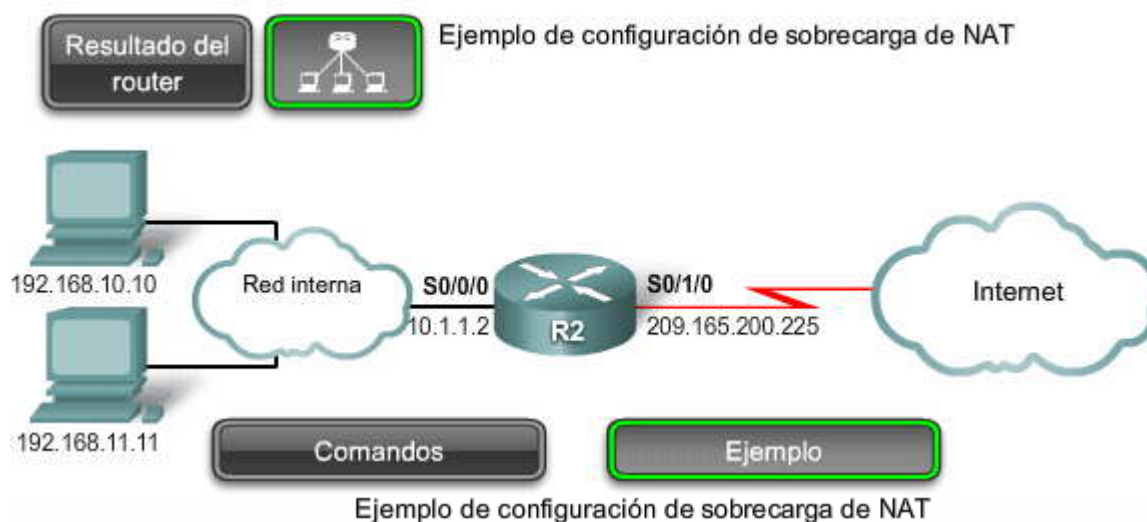 Resultado del
router
Ejemplo de configuración de sobrecarga de NAT
192.168.10.10
Red interna
S0/0/0
10.1.1.2
R2
S0/1/0
209.165.200.225
Internet
192.168.11.11
Comandos
Ejemplo
Ejemplo de configuración de sobrecarga de NAT